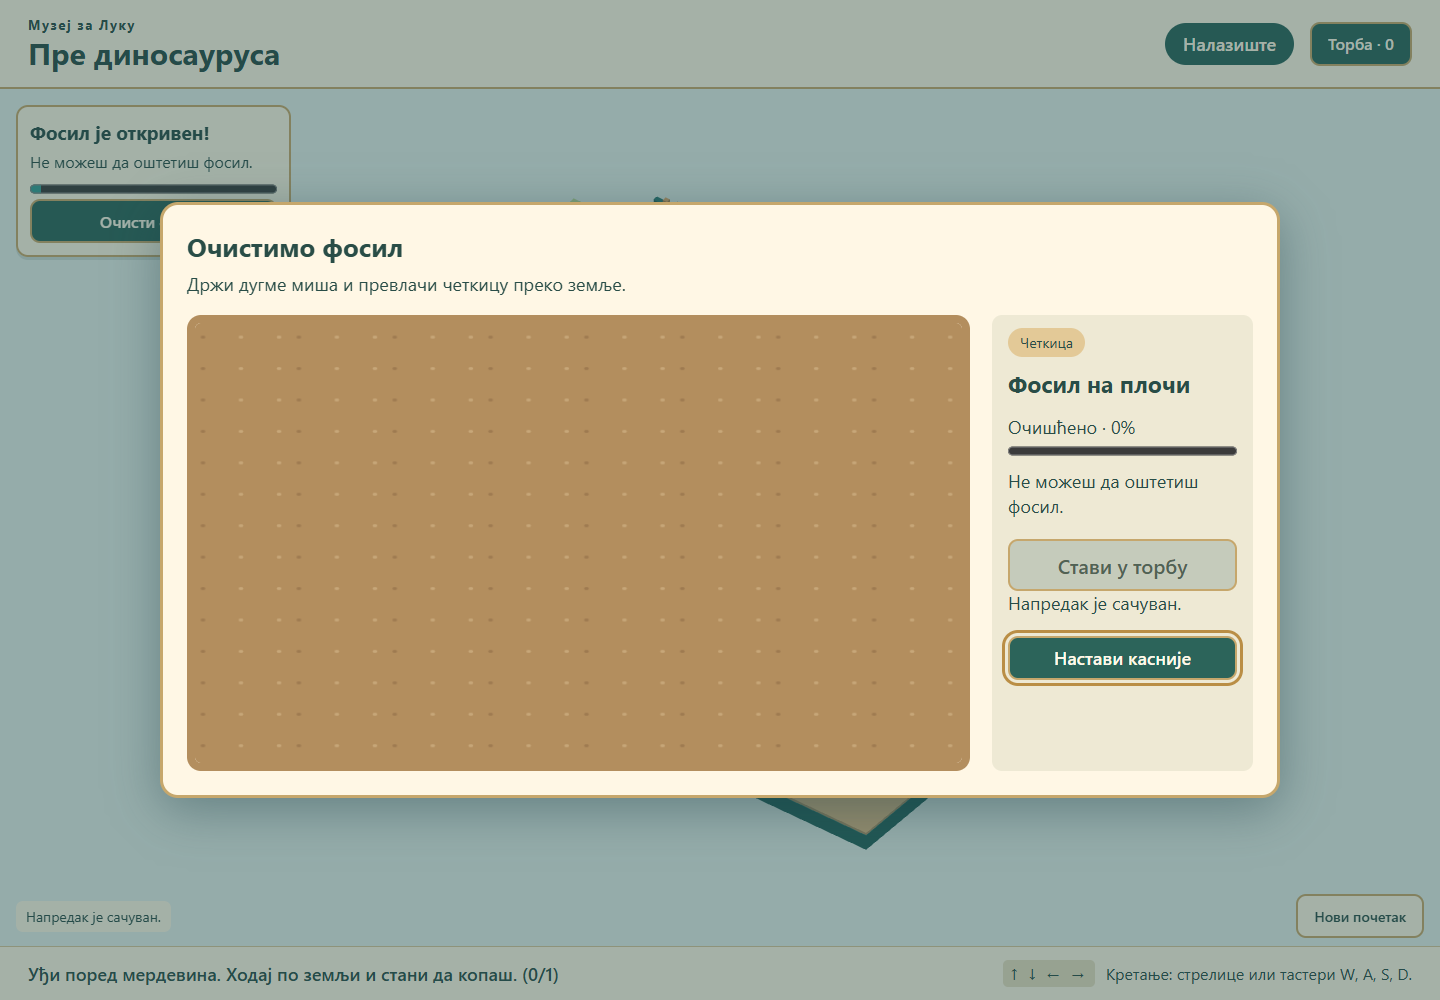 Музеј за Луку
Пре диносауруса
Налазиште
Торба · 0
Фосил је откривен!
Не можеш да оштетиш фосил.
Очисти
Очистимо фосил
Држи дугме миша и превлачи четкицу преко земље.
Четкица
Фосил на плочи
Очишћено · 0%
Не можеш да оштетиш
фосил.
Стави у торбу
Напредак је сачуван.
Настави касније
Напредак је сачуван.
Нови почетак
Уђи поред мердевина. Ходај по земљи и стани да копаш. (0/1)
↑ ↓ ← → Кретање: стрелице или тастери W, A, S, D.